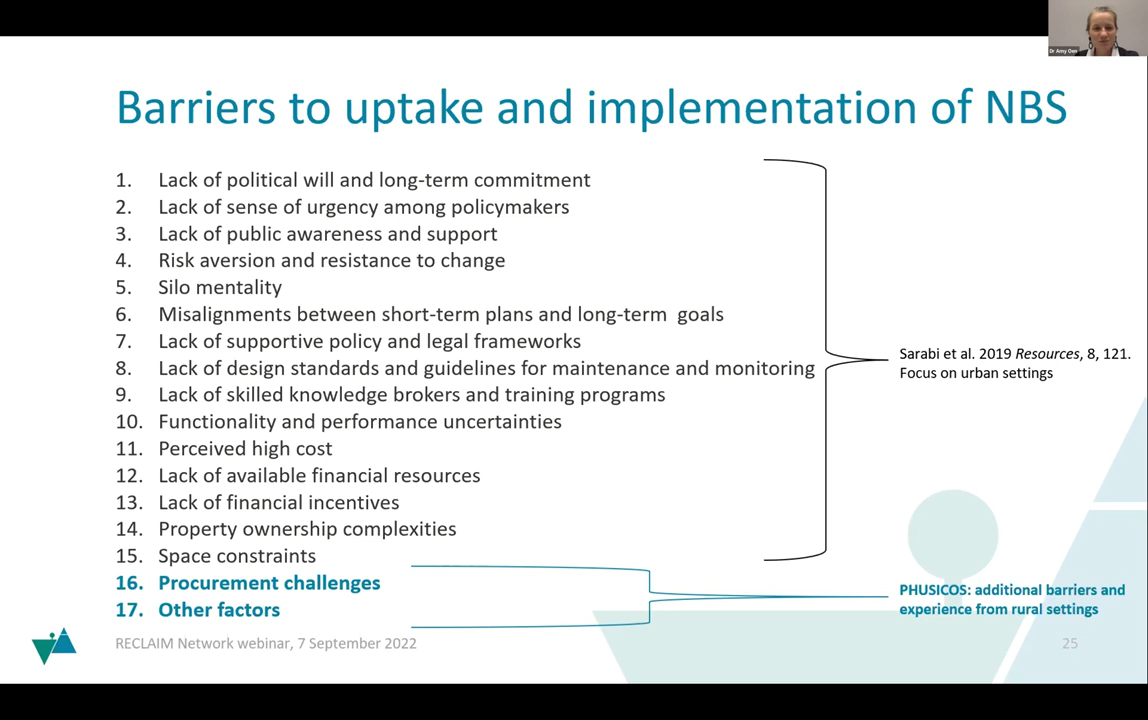 Dr Amy Oen
Barriers to uptake and implementation of NBS
1. Lack of political will and long-term commitment
2. Lack of sense of urgency among policymakers
3. Lack of public awareness and support
4. Risk aversion and resistance to change
5. Silo mentality
6. Misalignments between short-term plans and long-term goals
7. Lack of supportive policy and legal frameworks
8. Lack of design standards and guidelines for maintenance and monitoring
9. Lack of skilled knowledge brokers and training programs
10. Functionality and performance uncertainties
11. Perceived high cost
12. Lack of available financial resources
13. Lack of financial incentives
14. Property ownership complexities
15. Space constraints
16. Procurement challenges
17. Other factors
Sarabi et al. 2019 Resources, 8, 121.
Focus on urban settings
PHUSICOS: additional barriers and
experience from rural settings
RECLAIM Network webinar, 7 September 2022
25